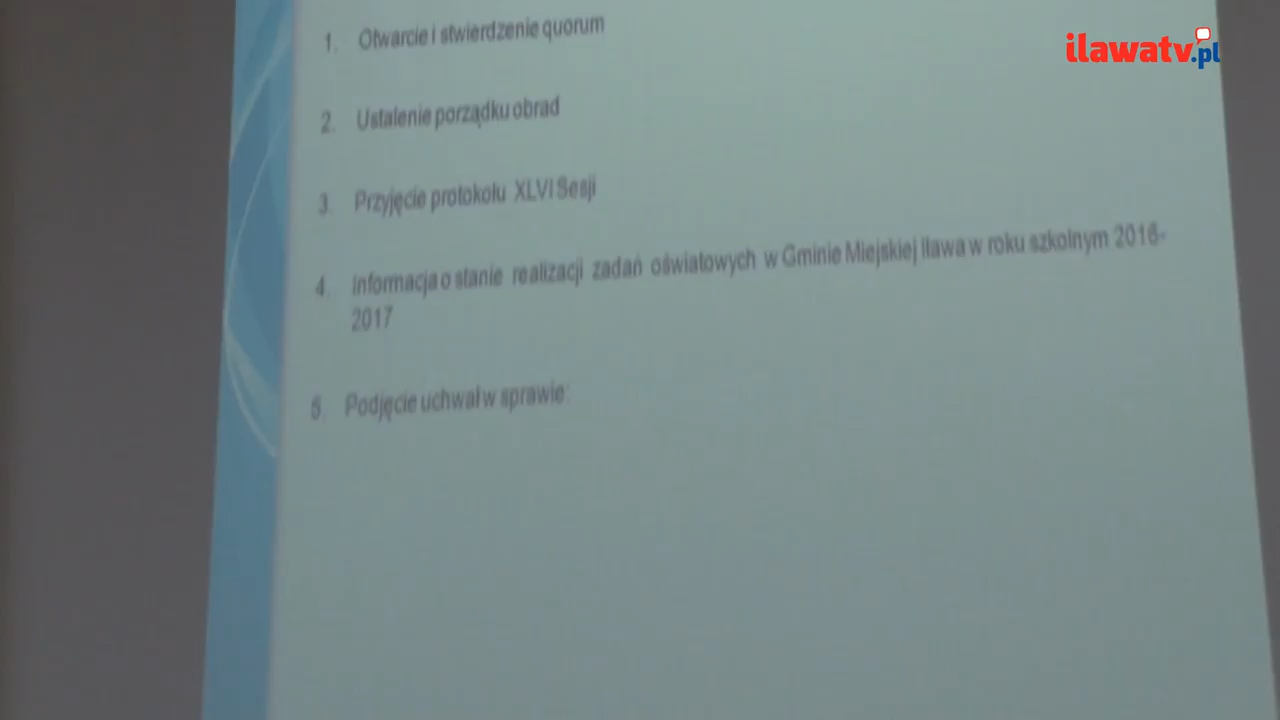 ilawatv.pl
1. Otwarcie i stwierdzenie quorum
2. Ustalenie porządku obrad
3. Przyjęcie protokołu XLVI Sesji
4. Informacja o stanie realizacji zadań oświatowych w Gminie Miejskiej Iława w roku szkolnym 2016-
2017
5. Podjęcie uchwał w sprawie: